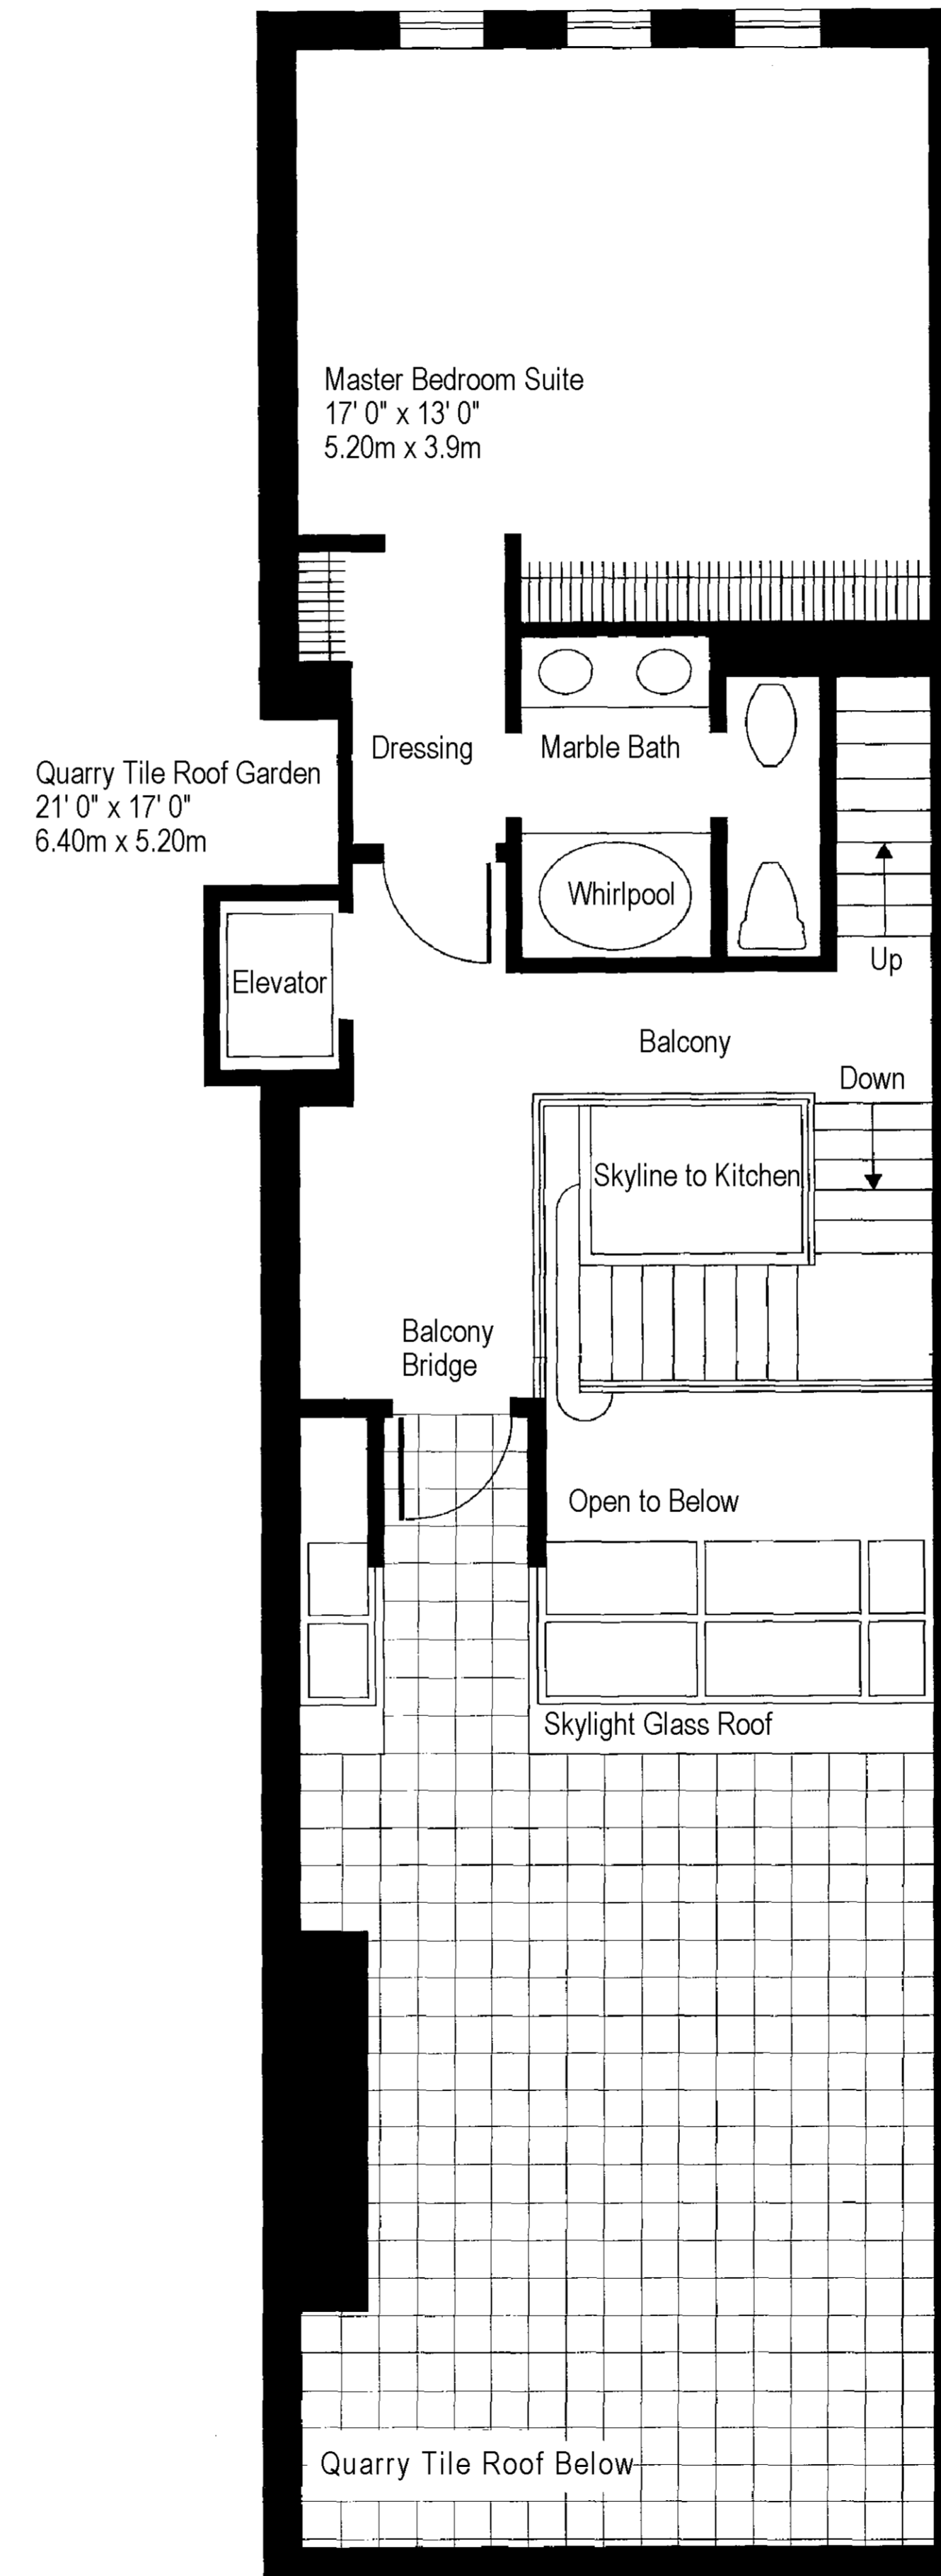 Master Bedroom Suite
17' 0" x 13' 0"
5.20m x 3.9m
Dressing
Marble Bath
Quarry Tile Roof Garden
21' 0" x 17' 0"
6.40m x 5.20m
Whirlpool
Elevator
Up
Balcony
Down
Skyline to Kitchen
Balcony
Bridge
Open to Below
Skylight Glass Roof
Quarry Tile Roof Below